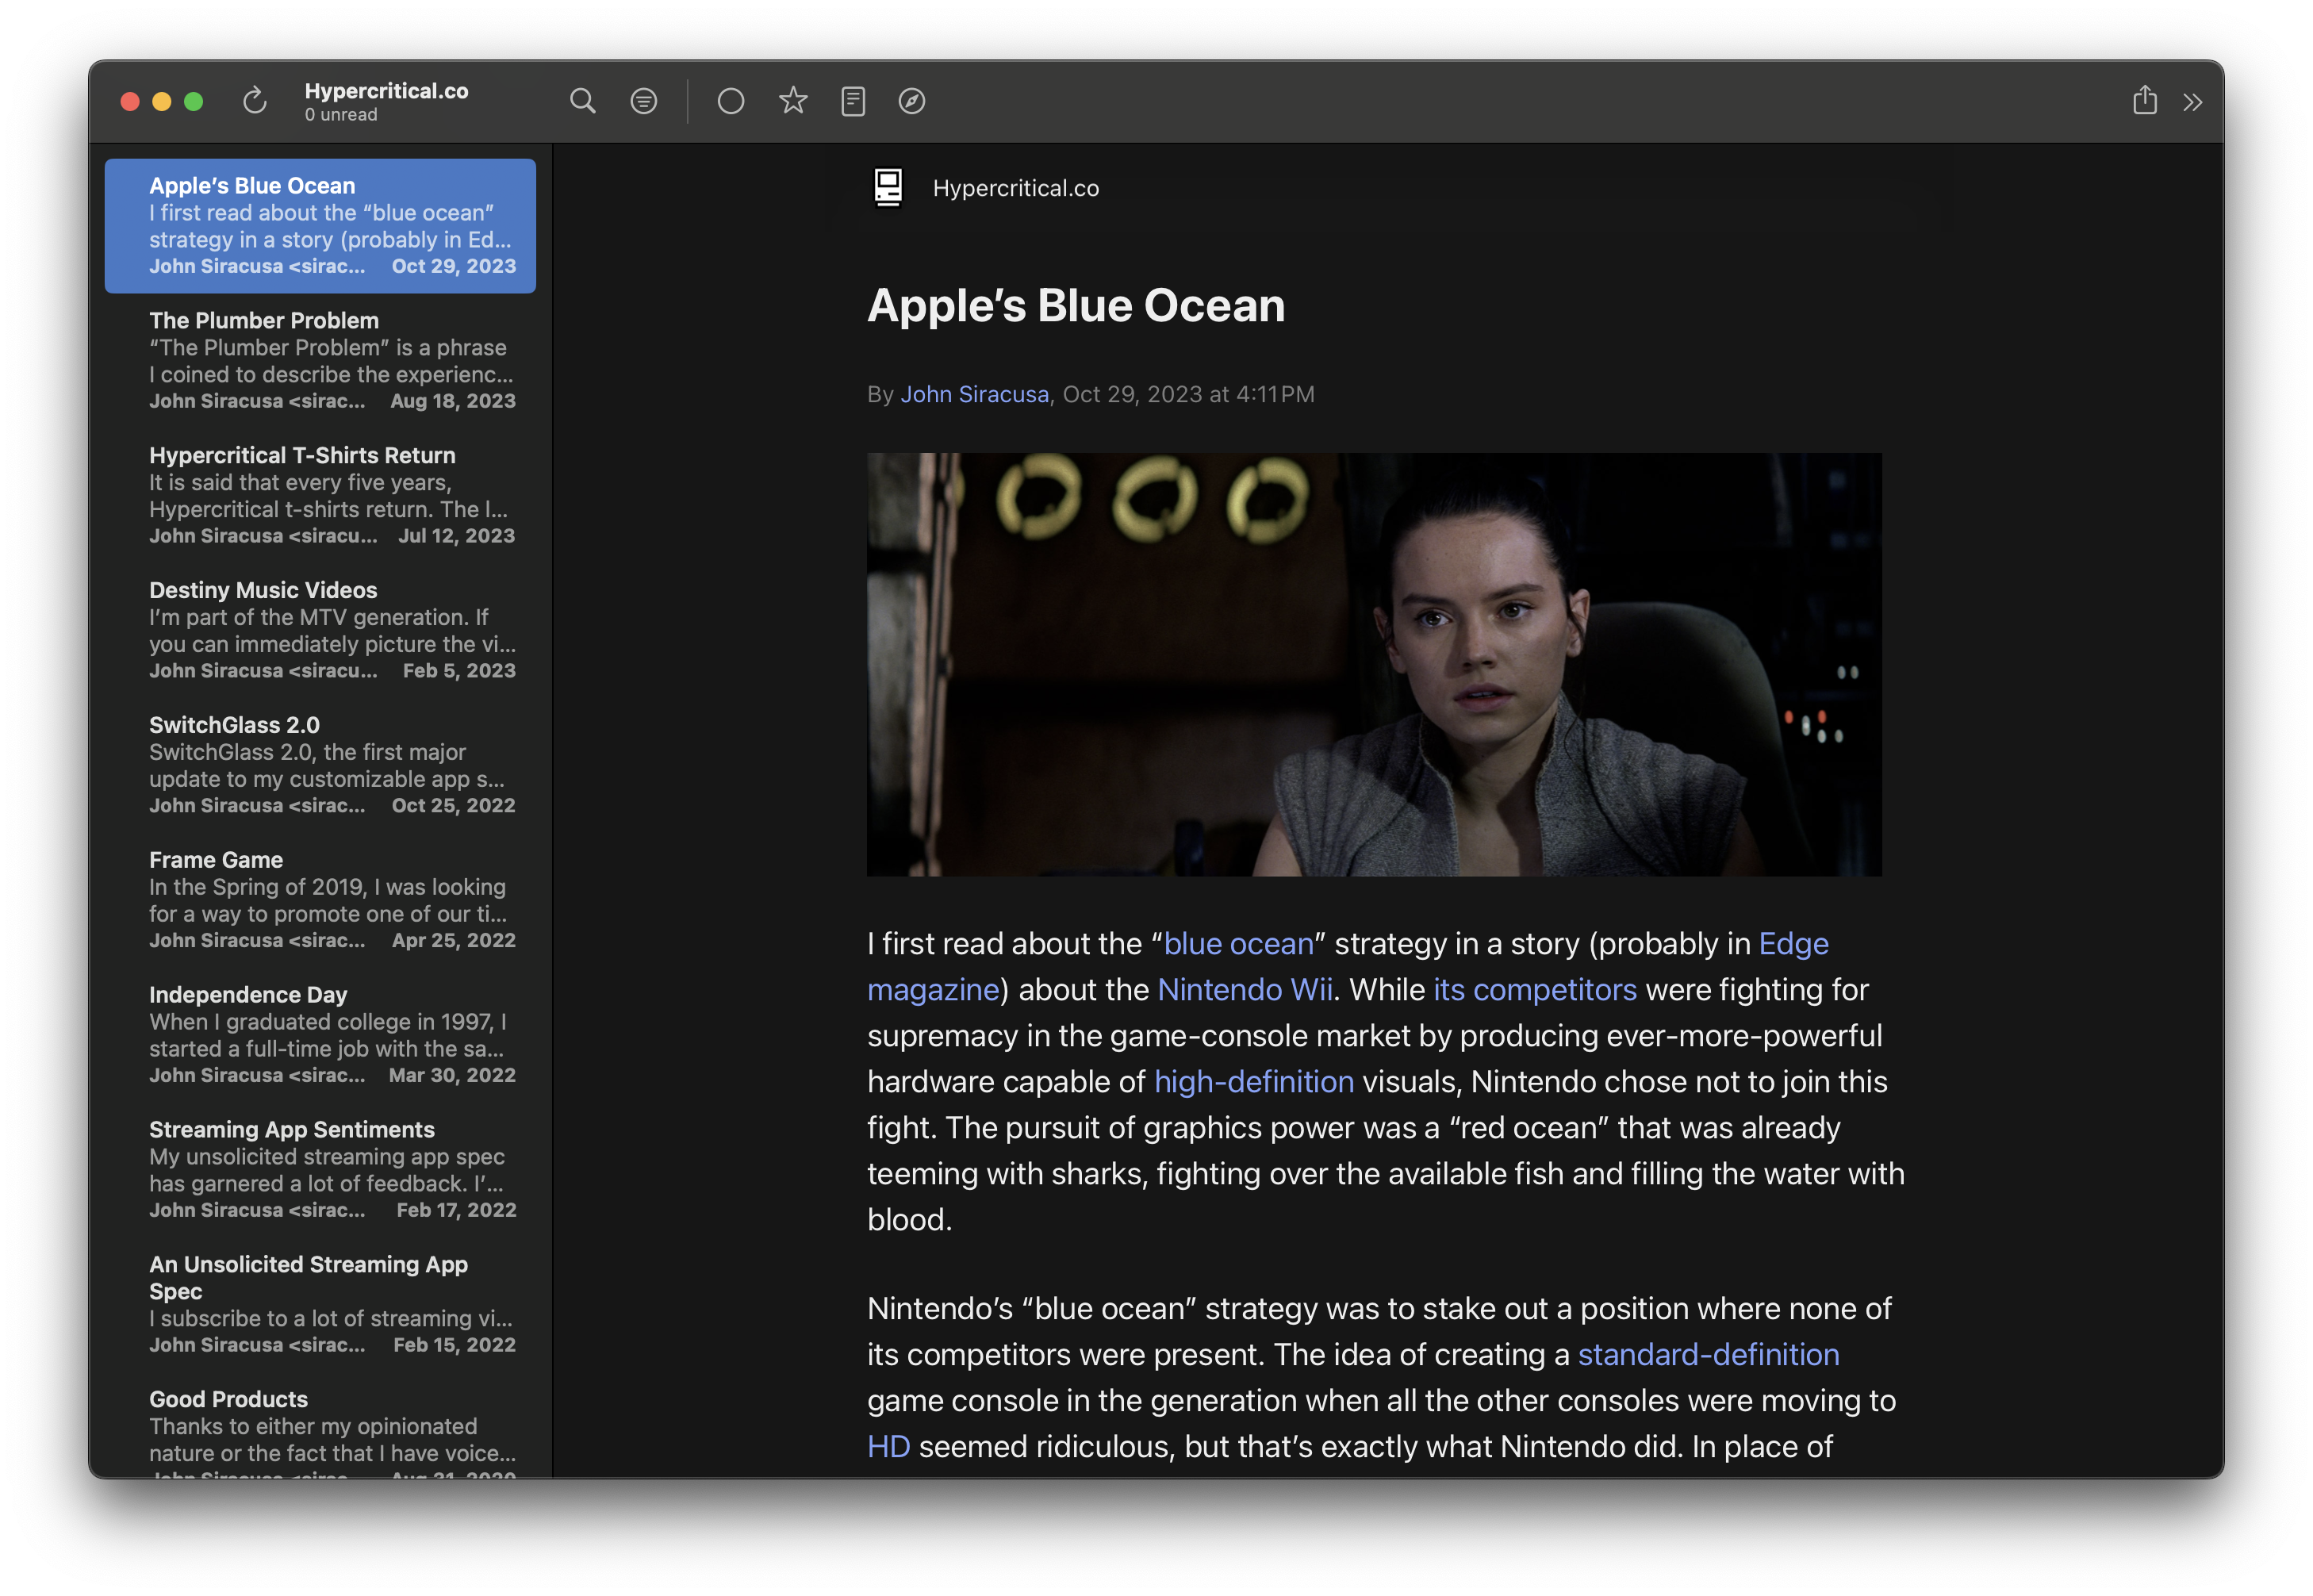 Hypercritical.co
0 unread
Apple’s Blue Ocean
I first read about the “blue ocean”
strategy in a story (probably in Ed...
John Siracusa <sirac... Oct 29, 2023
The Plumber Problem
“The Plumber Problem” is a phrase
I coined to describe the experienc...
John Siracusa <sirac... Aug 18, 2023
Hypercritical T-Shirts Return
It is said that every five years,
Hypercritical t-shirts return. The l...
John Siracusa <siracu... Jul 12, 2023
Destiny Music Videos
I’m part of the MTV generation. If
you can immediately picture the vi...
John Siracusa <siracu... Feb 5, 2023
SwitchGlass 2.0
SwitchGlass 2.0, the first major
update to my customizable app s...
John Siracusa <sirac... Oct 25, 2022
Frame Game
In the Spring of 2019, I was looking
for a way to promote one of our ti...
John Siracusa <sirac... Apr 25, 2022
Independence Day
When I graduated college in 1997, I
started a full-time job with the sa...
John Siracusa <sirac... Mar 30, 2022
Streaming App Sentiments
My unsolicited streaming app spec
has garnered a lot of feedback. I’...
John Siracusa <sirac... Feb 17, 2022
An Unsolicited Streaming App
Spec
I subscribe to a lot of streaming vi...
John Siracusa <sirac... Feb 15, 2022
Good Products
Thanks to either my opinionated
nature or the fact that I have voice...
John Siracusa <sirac... Aug 31, 2020
Hypercritical.co
Apple’s Blue Ocean
By John Siracusa, Oct 29, 2023 at 4:11 PM
I first read about the “blue ocean” strategy in a story (probably in Edge
magazine) about the Nintendo Wii. While its competitors were fighting for
supremacy in the game-console market by producing ever-more-powerful
hardware capable of high-definition visuals, Nintendo chose not to join this
fight. The pursuit of graphics power was a “red ocean” that was already
teeming with sharks, fighting over the available fish and filling the water with
blood.
Nintendo’s “blue ocean” strategy was to stake out a position where none of
its competitors were present. The idea of creating a standard-definition
game console in the generation when all the other consoles were moving to
HD seemed ridiculous, but that’s exactly what Nintendo did. In place of